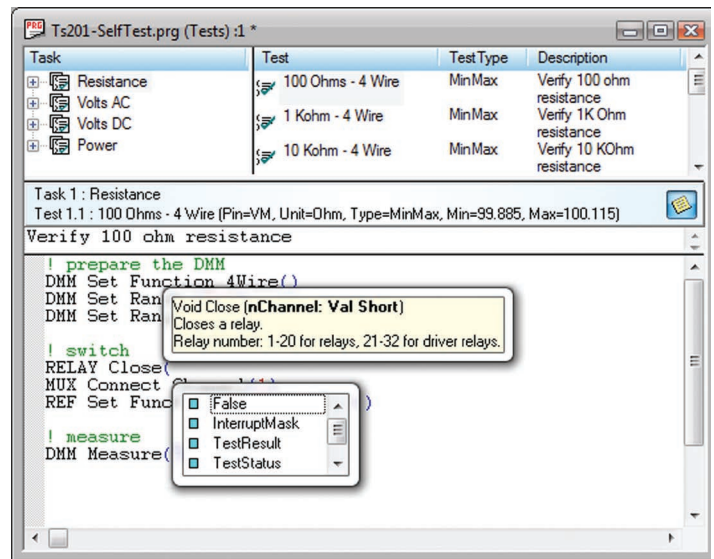 PRG
Ts201-SelfTest.prg (Tests) :1 *
Task Test Test Type Description
Resistance
Volts AC
Volts DC
Power
100 Ohms - 4 Wire MinMax Verify 100 ohm
resistance
1 Kohm - 4 Wire MinMax Verify 1K Ohm
resistance
10 Kohm - 4 Wire MinMax Verify 10 KOhm
resistance
Task 1 : Resistance
Test 1.1 : 100 Ohms - 4 Wire (Pin=VM, Unit=Ohm, Type=MinMax, Min=99.885, Max=100.115)
Verify 100 ohm resistance
! prepare the DMM
DMM Set Function 4Wire()
DMM Set Ran
DMM Set Ran
Void Close (nChannel: Val Short)
Closes a relay.
Relay number: 1-20 for relays, 21-32 for driver relays.
! switch
RELAY Close(
MUX Connect Channel(1)
REF Set Func )
False
InterruptMask
TestResult
TestStatus
! measure
DMM Measure(